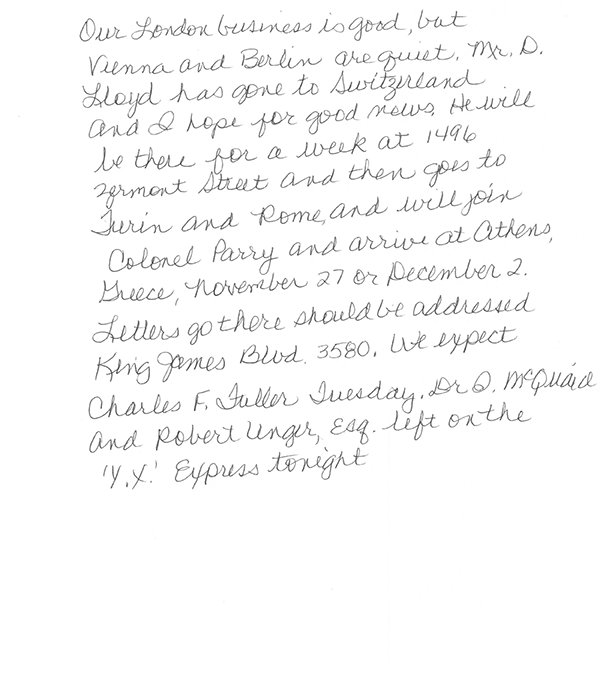 Our London business is good, but
Vienna and Berlin are quiet. Mr. D.
Lloyd has gone to Switzerland
and I hope for good news. He will
be there for a week at 1496
Zermont Street and then goes to
Turin and Rome, and will join
Colonel Parry and arrive at Athens,
Greece, November 27 or December 2.
Letters go there should be addressed
King James Blvd. 3580. We expect
Charles F. Fuller Tuesday. Dr Q. McQuaid
and Robert Unger, Esq. left on the
'Y.X.' Express tonight